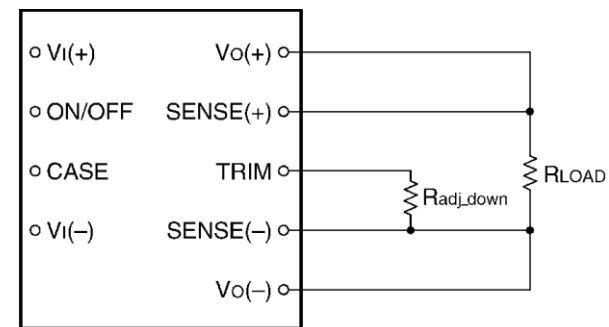 VI(+) VO(+)
ON/OFF SENSE(+)
CASE TRIM
RLOAD
Radj_down
VI(–) SENSE(–)
VO(–)